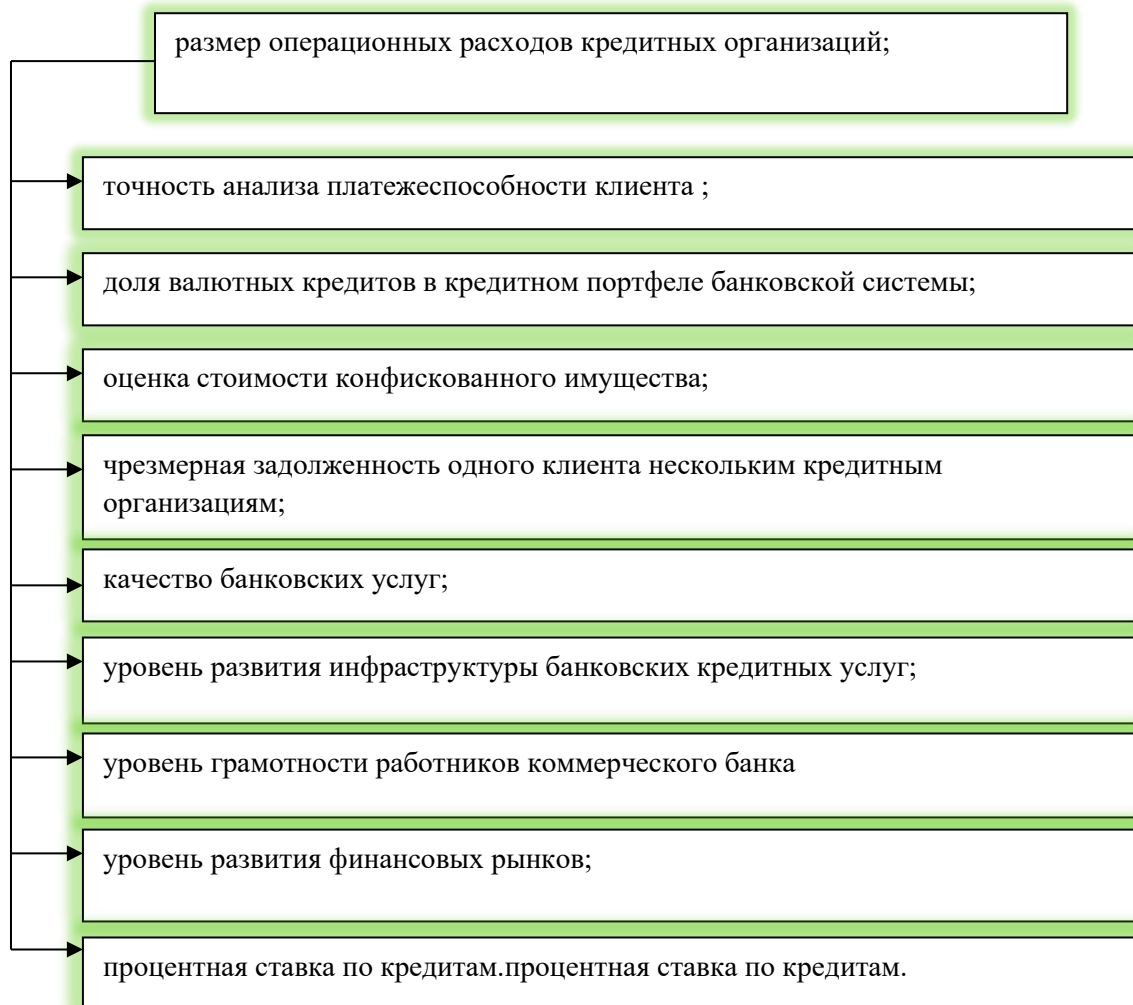 размер операционных расходов кредитных организаций;
точность анализа платежеспособности клиента ;
доля валютных кредитов в кредитном портфеле банковской системы;
оценка стоимости конфискованного имущества;
чрезмерная задолженность одного клиента нескольким кредитным
организациям;
качество банковских услуг;
уровень развития инфраструктуры банковских кредитных услуг;
уровень грамотности работников коммерческого банка
уровень развития финансовых рынков;
процентная ставка по кредитам.процентная ставка по кредитам.